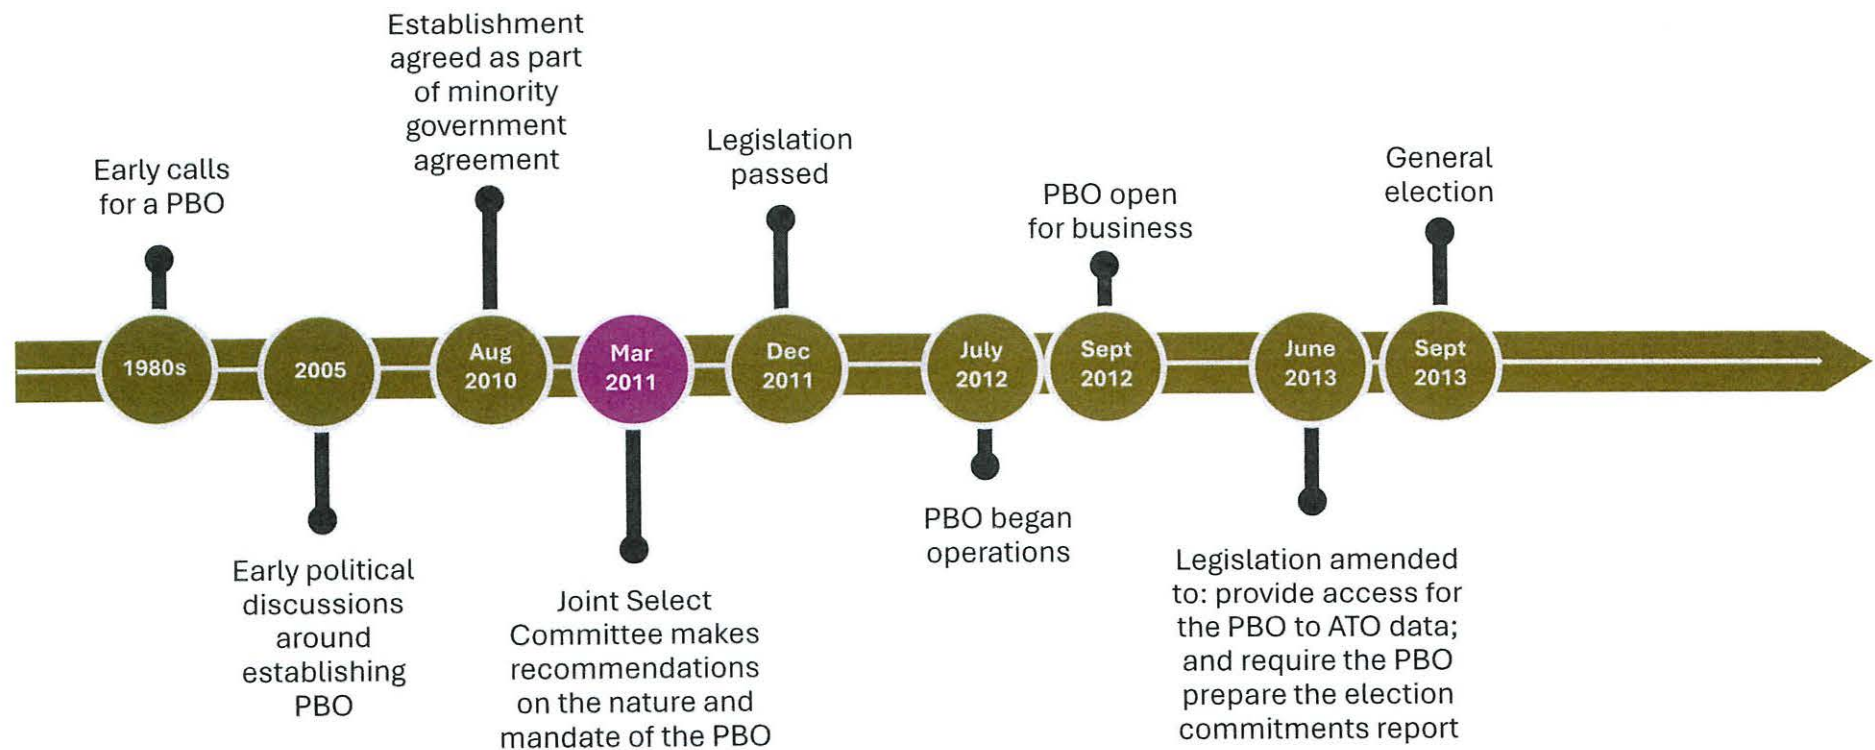 Early calls
for a PBO
Establishment
agreed as part
of minority
government
agreement
Legislation
passed
PBO open
for business
General
election
1980s
2005
Aug
2010
Mar
2011
Dec
2011
July
2012
Sept
2012
June
2013
Sept
2013
Early political
discussions
around
establishing
PBO
Joint Select
Committee makes
recommendations
on the nature and
mandate of the PBO
PBO began
operations
Legislation amended
to: provide access for
the PBO to ATO data;
and require the PBO
prepare the election
commitments report